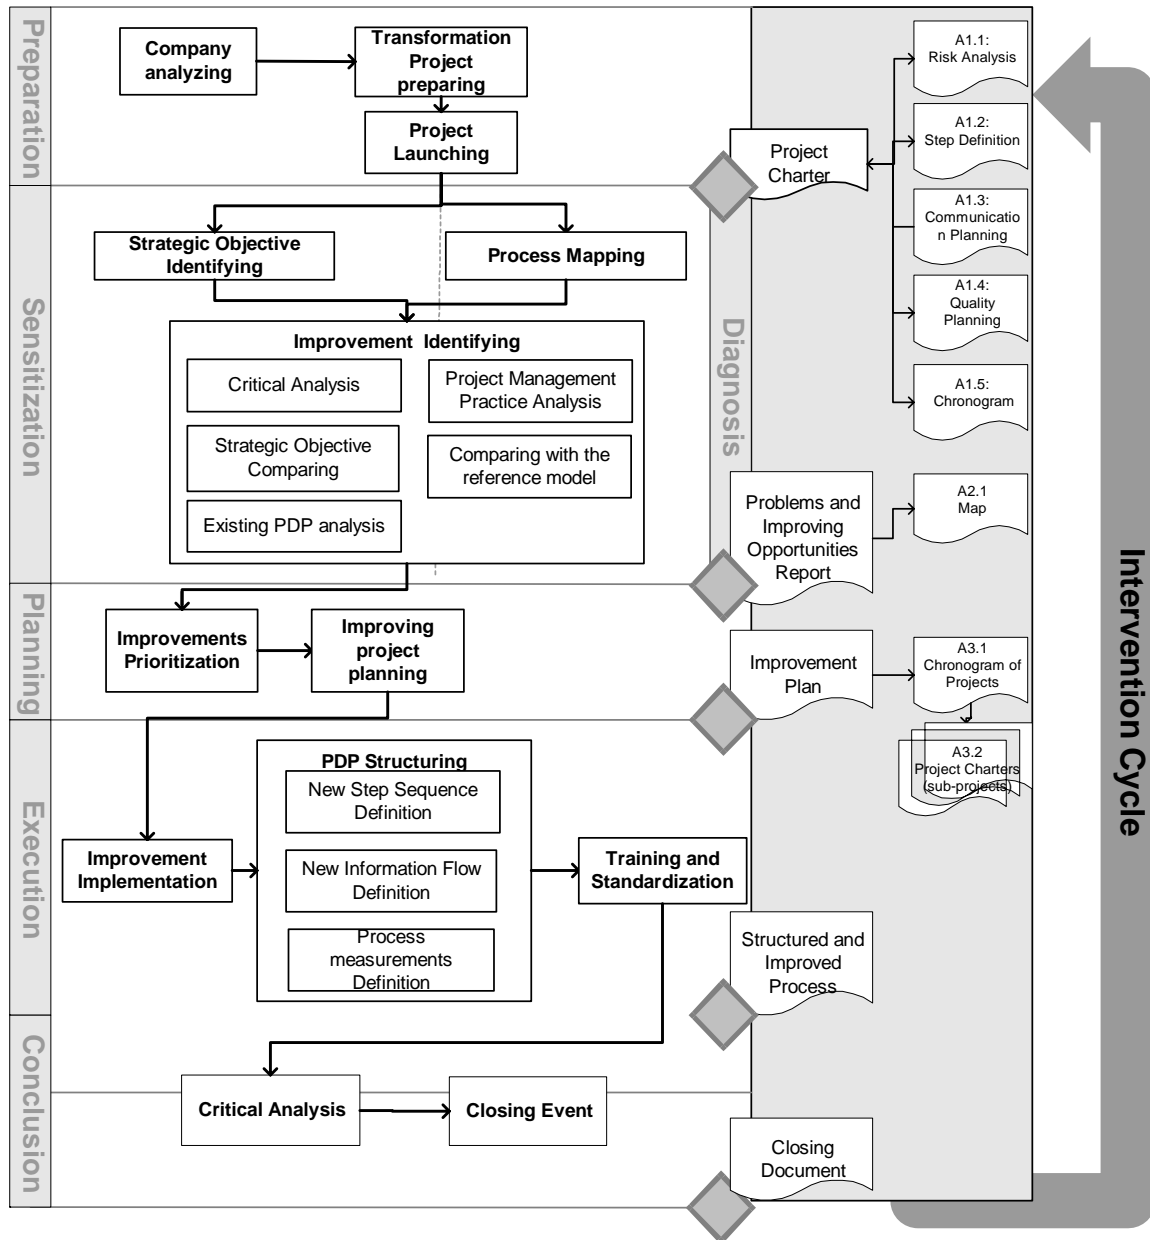 Preparation
Company
analyzing
Transformation
Project
preparing
Project
Launching
Project
Charter
A1.1:
Risk Analysis
A1.2:
Step Definition
A1.3:
Communicatio
n Planning
A1.4:
Quality
Planning
A1.5:
Chronogram
Sensitization
Strategic Objective
Identifying
Process Mapping
Improvement Identifying
Critical Analysis
Project Management
Practice Analysis
Strategic Objective
Comparing
Comparing with the
reference model
Existing PDP analysis
Diagnosis
Problems and
Improving
Opportunities
Report
A2.1
Map
Planning
Improvements
Prioritization
Improving
project
planning
Improvement
Plan
A3.1
Chronogram of
Projects
A3.2
Project Charters
(sub-projects)
Execution
Improvement
Implementation
PDP Structuring
New Step Sequence
Definition
New Information Flow
Definition
Process
measurements
Definition
Training and
Standardization
Structured and
Improved
Process
Conclusion
Critical Analysis
Closing Event
Closing
Document
Intervention Cycle